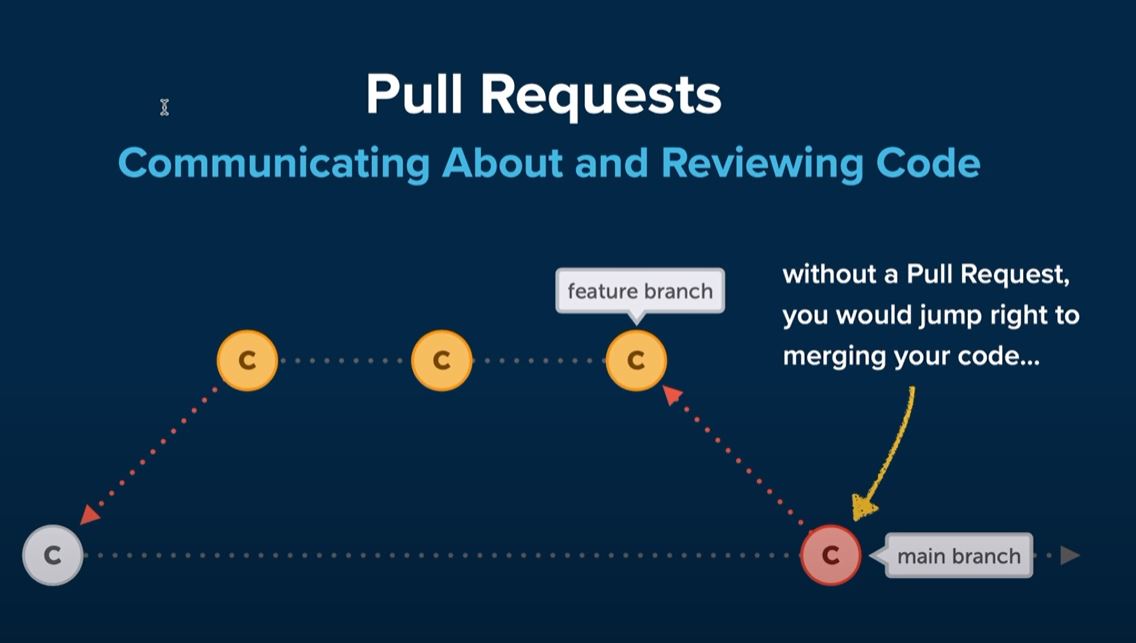 Pull Requests
Communicating About and Reviewing Code
feature branch
without a Pull Request,
you would jump right to
merging your code...
C
C
C
C
C
main branch